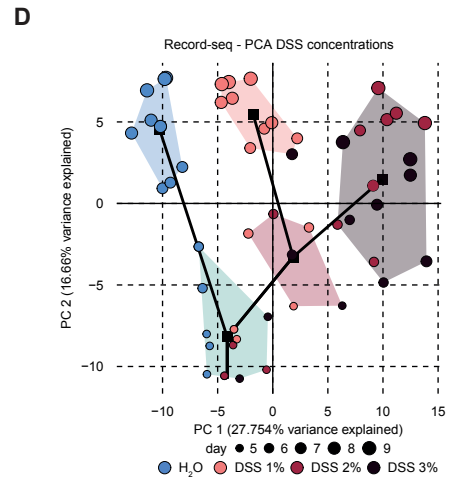 D
Record-seq - PCA DSS concentrations
PC 2 (16.66% variance explained)
5
0
−5
−10
−10 −5 0 5 10 15
PC 1 (27.754% variance explained)
day 5 6 7 8 9
H₂O DSS 1% DSS 2% DSS 3%